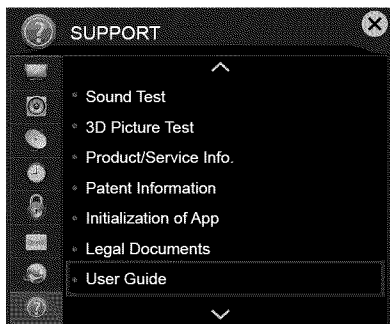 SUPPORT
Sound Test
3D Picture Test
Product/Service Info.
Patent Information
Initialization of App
Legal Documents
User Guide